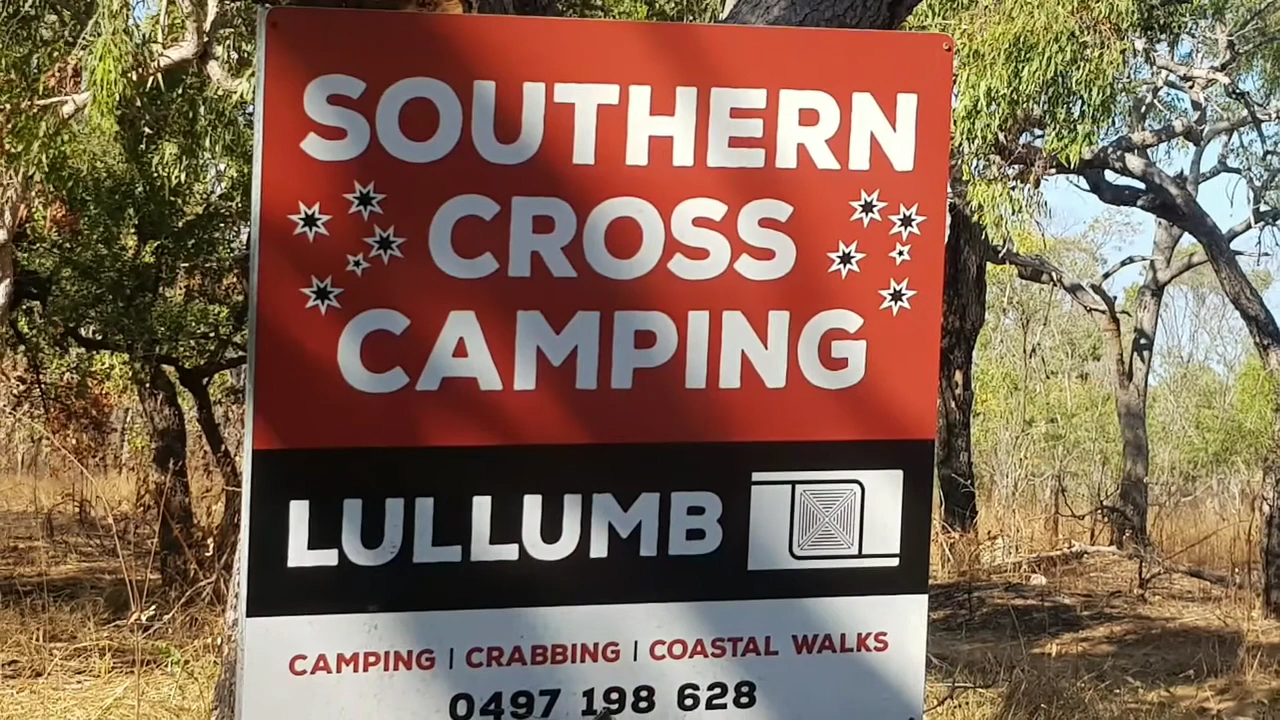 SOUTHERN
CROSS
CAMPING
LULLUMB
CAMPING | CRABBING | COASTAL WALKS
0497 198 628